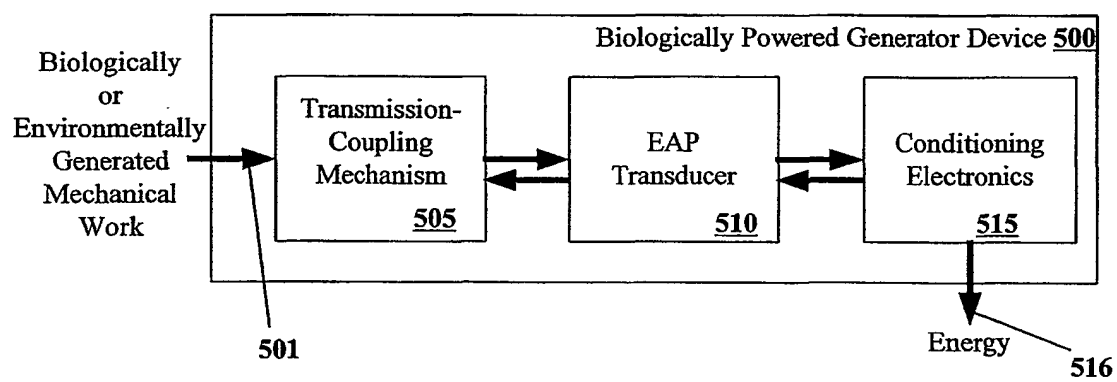 Biologically Powered Generator Device 500
Biologically
or
Environmentally
Generated
Mechanical
Work
Transmission-
Coupling
Mechanism
505
EAP
Transducer
510
Conditioning
Electronics
515
501
Energy
516